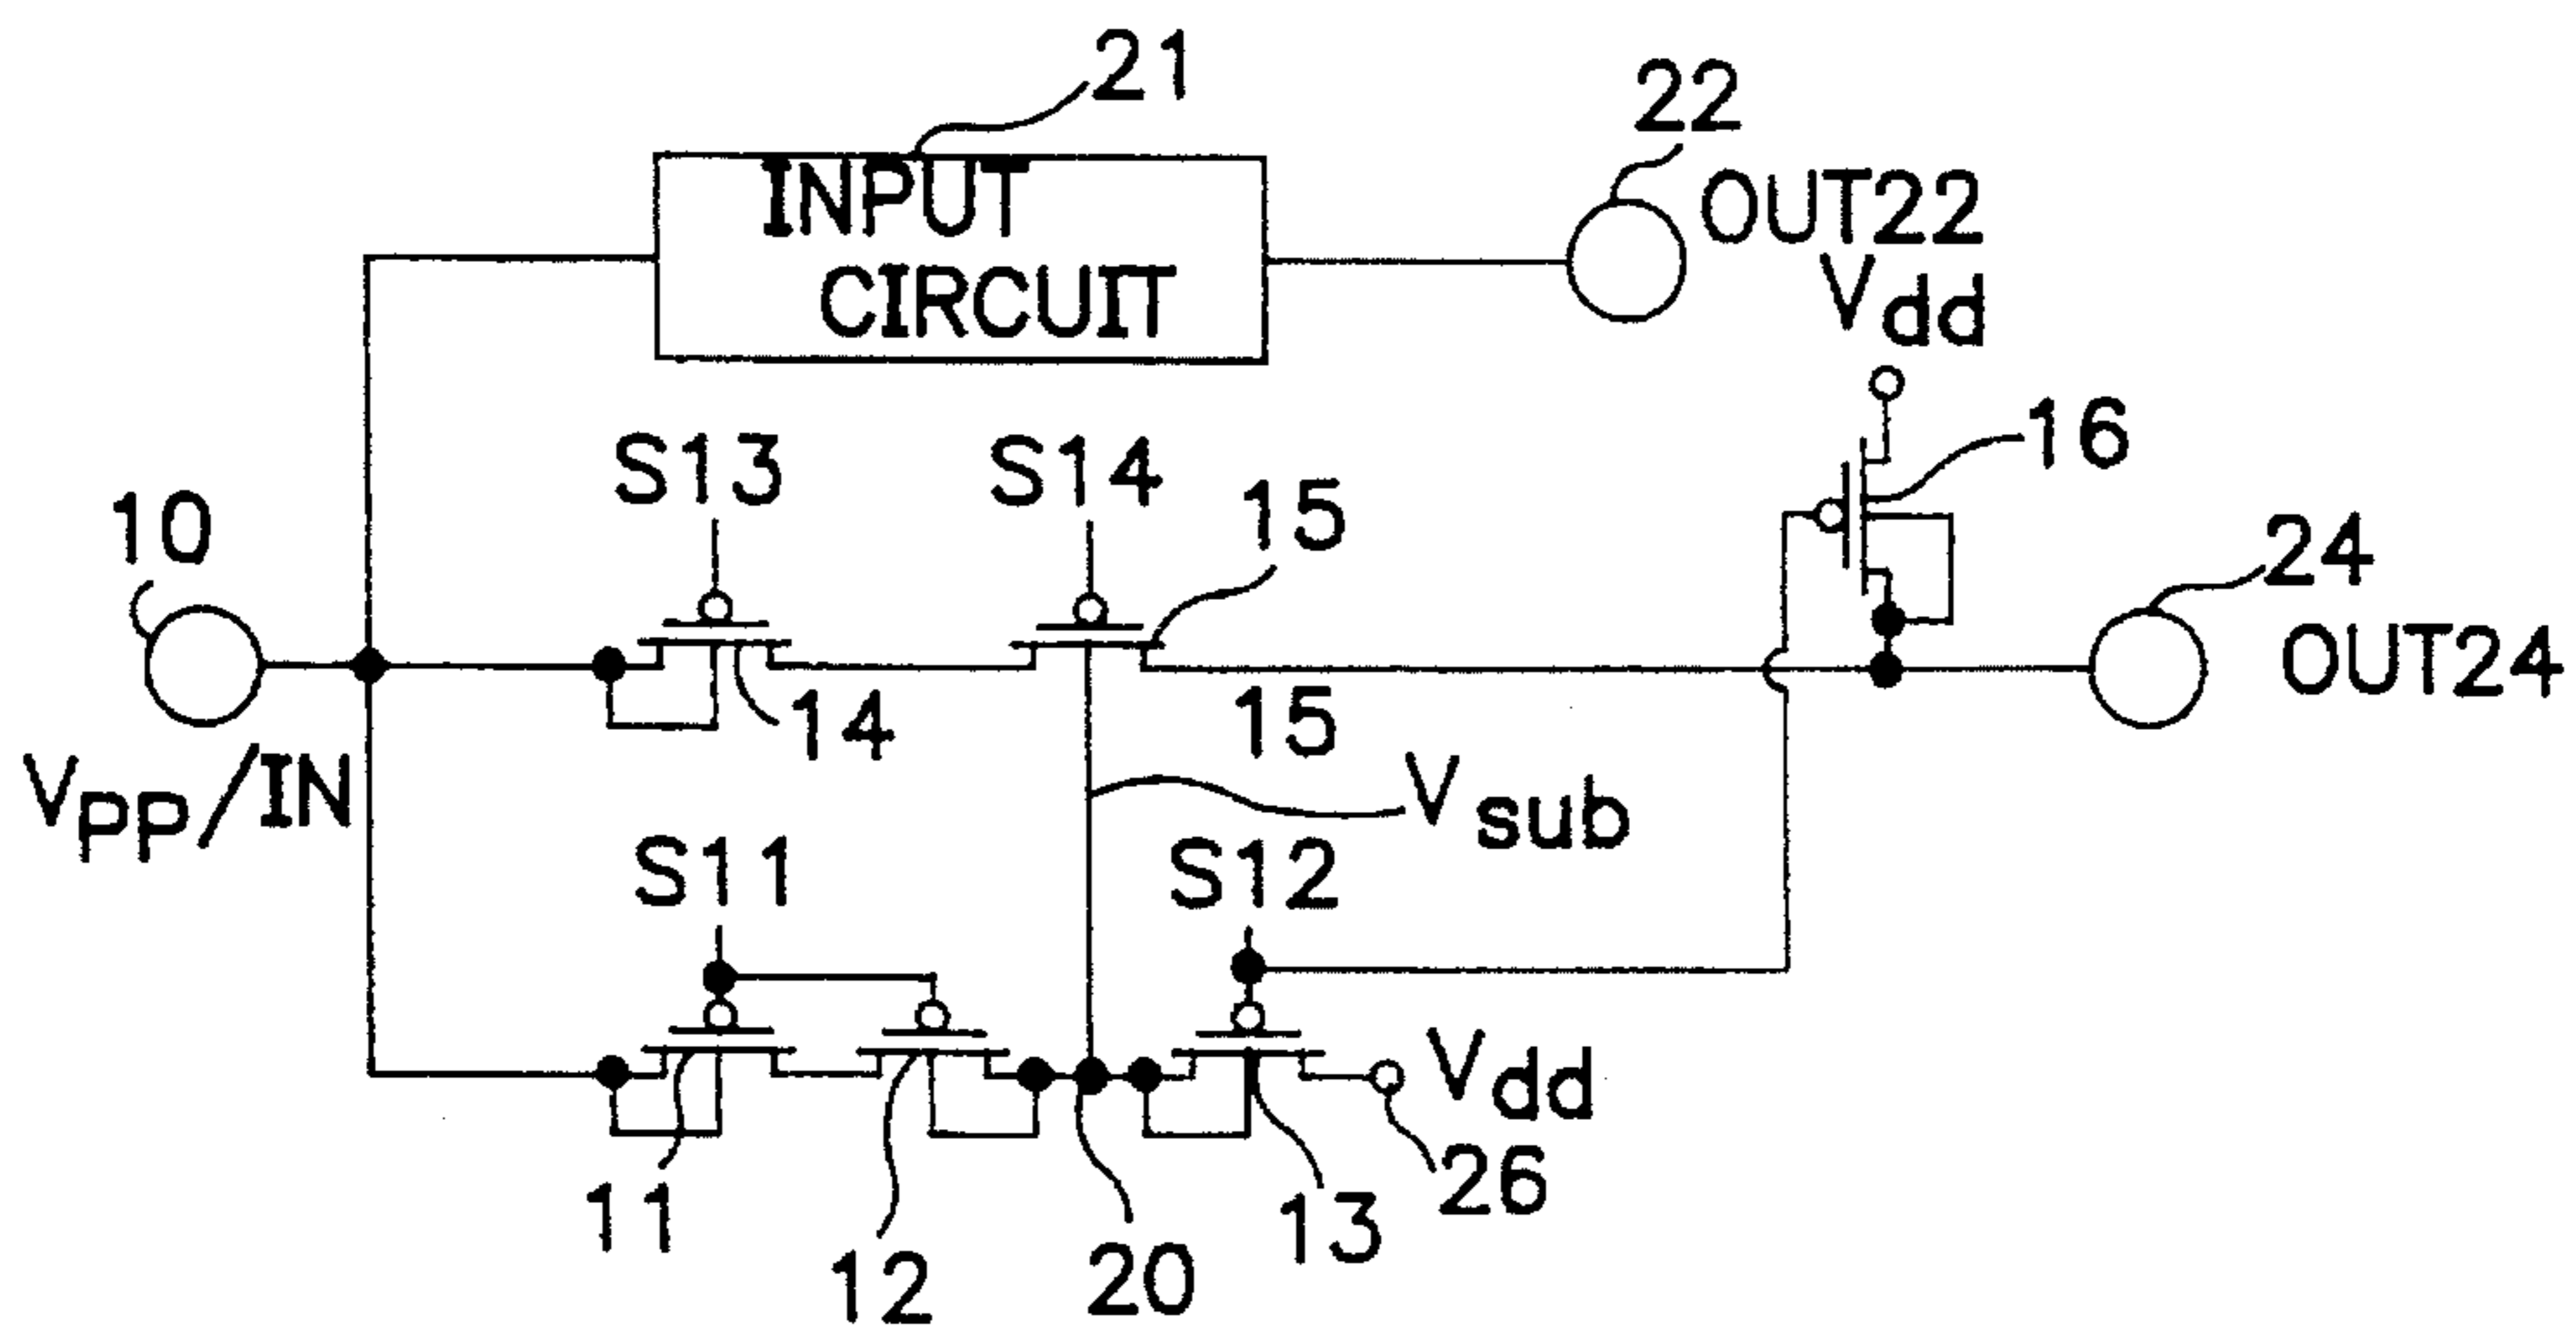 21
22
INPUT
CIRCUIT
OUT22
Vdd
16
S13
S14
15
10
24
OUT24
14
15
VPP/IN
Vsub
S11
S12
Vdd
26
11
12
20
13